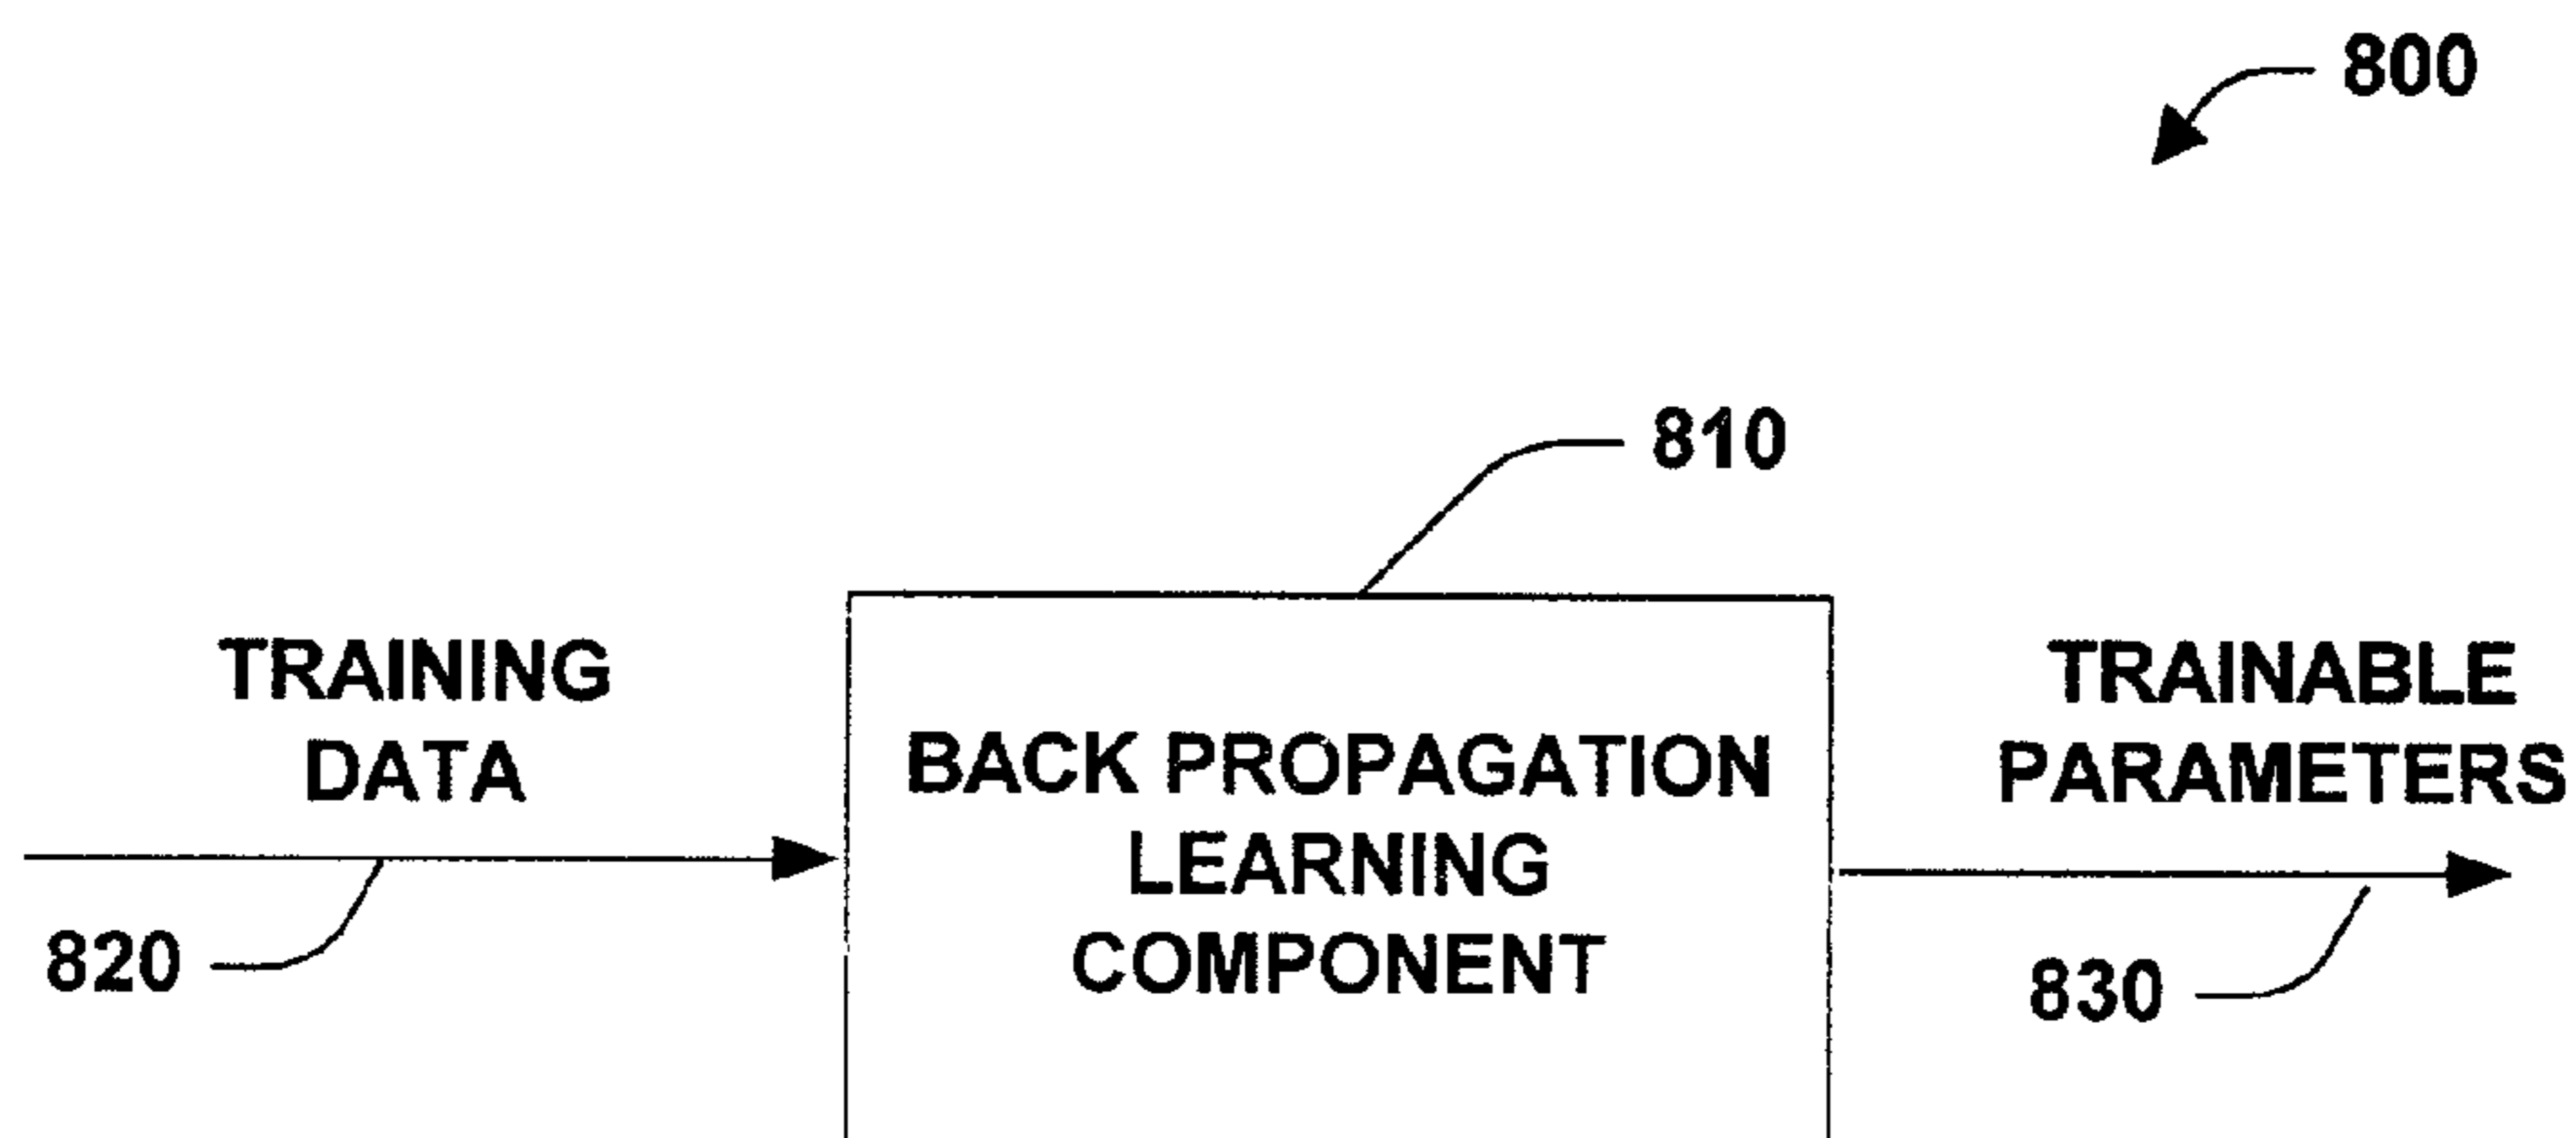 800
810
TRAINING
DATA
BACK PROPAGATION
LEARNING
COMPONENT
TRAINABLE
PARAMETERS
820
830